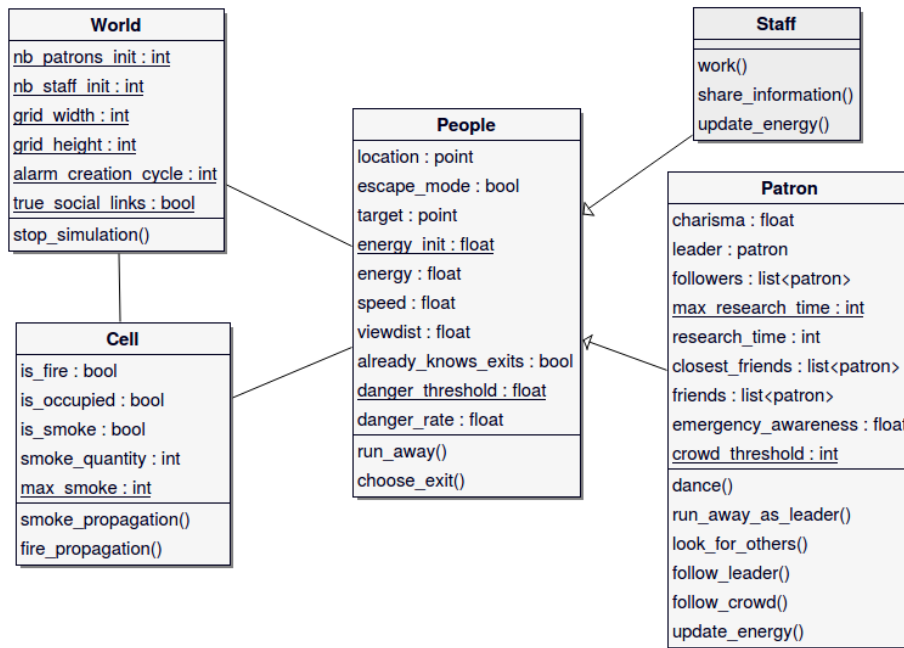 World
nb_patrons_init : int
nb_staff_init : int
grid_width : int
grid_height : int
alarm_creation_cycle : int
true_social_links : bool
stop_simulation()
Cell
is_fire : bool
is_occupied : bool
is_smoke : bool
smoke_quantity : int
max_smoke : int
smoke_propagation()
fire_propagation()
People
location : point
escape_mode : bool
target : point
energy_init : float
energy : float
speed : float
viewdist : float
already_knows_exits : bool
danger_threshold : float
danger_rate : float
run_away()
choose_exit()
Staff
work()
share_information()
update_energy()
Patron
charisma : float
leader : patron
followers : list<patron>
max_research_time : int
research_time : int
closest_friends : list<patron>
friends : list<patron>
emergency_awareness : float
crowd_threshold : int
dance()
run_away_as_leader()
look_for_others()
follow_leader()
follow_crowd()
update_energy()